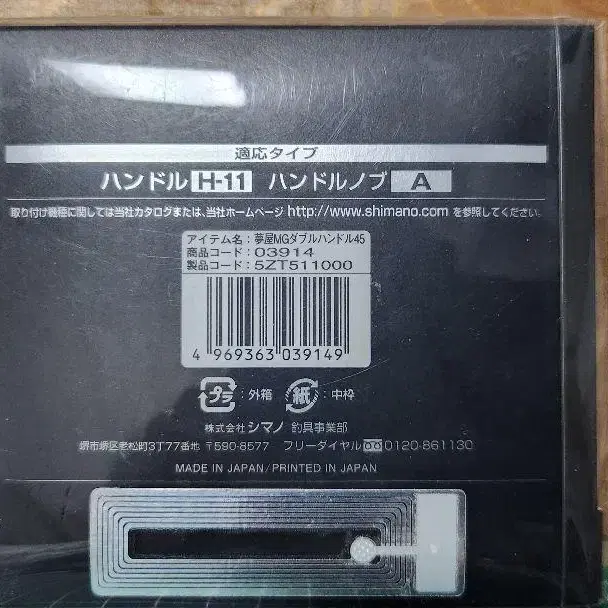 適応タイプ
ハンドル H-11 ハンドルノブ A
取り付け機種に関しては当社カタログまたは、当社ホームページ http://www.shimano.com を参照してください。
アイテム名：夢屋MGダブルハンドル45
商品コード：03914
製品コード：5ZT511000
4 969363 039149
プラ：外箱 紙：中枠
株式会社シマノ 釣具事業部
堺市堺区老松町3丁77番地 〒590-8577 フリーダイヤル 0120-861130
MADE IN JAPAN/PRINTED IN JAPAN